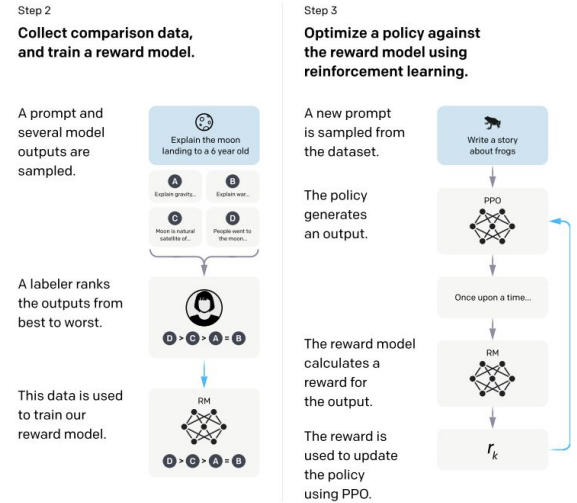 Step 2
Collect comparison data,
and train a reward model.
A prompt and
several model
outputs are
sampled.
Explain the moon
landing to a 6 year old
A
Explain gravity...
B
Explain war...
C
Moon is natural
satellite of...
D
People went to
the moon...
A labeler ranks
the outputs from
best to worst.
D > C > A = B
This data is used
to train our
reward model.
RM
D > C > A = B
Step 3
Optimize a policy against
the reward model using
reinforcement learning.
A new prompt
is sampled from
the dataset.
Write a story
about frogs
The policy
generates
an output.
PPO
Once upon a time...
The reward model
calculates a
reward for
the output.
RM
The reward is
used to update
the policy
using PPO.
rk